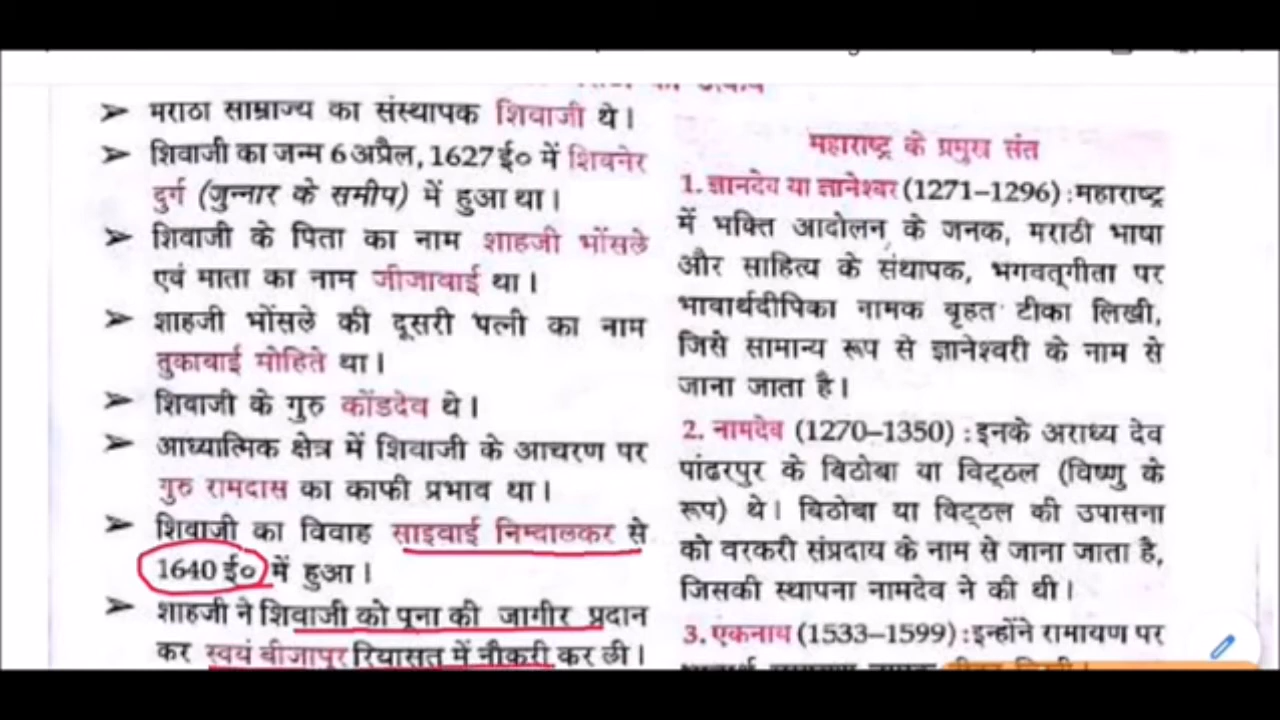 मराठा साम्राज्य का संस्थापक शिवाजी थे।
शिवाजी का जन्म 6 अप्रैल, 1627 ई० में शिवनेर
दुर्ग (जुन्नार के समीप) में हुआ था।
शिवाजी के पिता का नाम शाहजी भोंसले
एवं माता का नाम जीजाबाई था।
शाहजी भोंसले की दूसरी पत्नी का नाम
तुकाबाई मोहिते था।
शिवाजी के गुरु कोंडदेव थे।
आध्यात्मिक क्षेत्र में शिवाजी के आचरण पर
गुरु रामदास का काफी प्रभाव था।
शिवाजी का विवाह साइबाई निम्बालकर से
1640 ई० में हुआ।
शाहजी ने शिवाजी को पूना की जागीर प्रदान
कर स्वयं बीजापुर रियासत में नौकरी कर ली।
महाराष्ट्र के प्रमुख संत
1. ज्ञानदेव या ज्ञानेश्वर (1271–1296) : महाराष्ट्र
में भक्ति आदोलन के जनक, मराठी भाषा
और साहित्य के संथापक, भगवत्गीता पर
भावार्थदीपिका नामक वृहत टीका लिखी,
जिसे सामान्य रूप से ज्ञानेश्वरी के नाम से
जाना जाता है।
2. नामदेव (1270–1350) : इनके अराध्य देव
पांढरपुर के बिठोबा या विट्ठल (विष्णु के
रूप) थे। बिठोबा या विट्ठल की उपासना
को वरकरी संप्रदाय के नाम से जाना जाता है,
जिसकी स्थापना नामदेव ने की थी।
3. एकनाथ (1533–1599) : इन्होंने रामायण पर